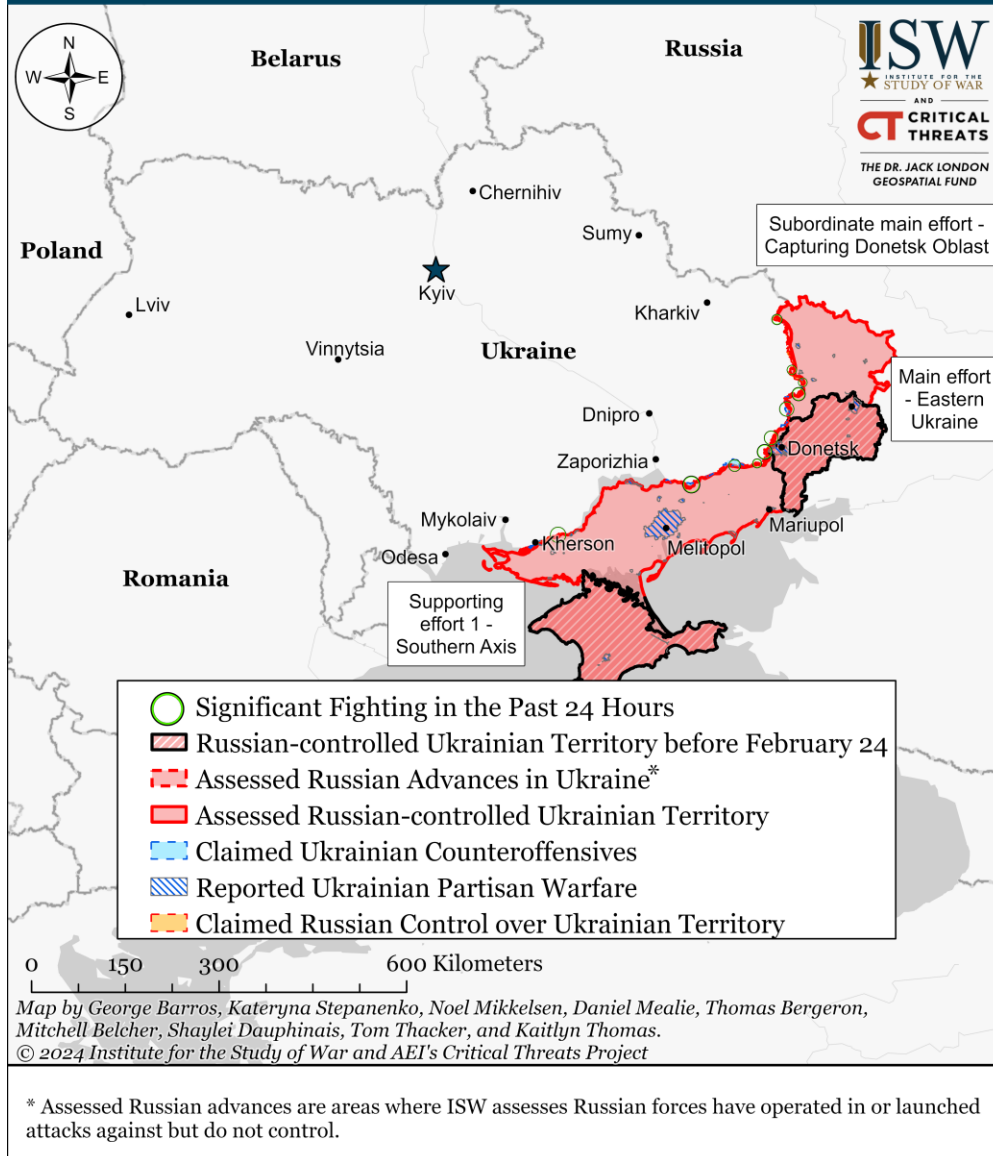 N
W
E
S
Belarus
Russia
ISW
INSTITUTE FOR THE
STUDY OF WAR
AND
CT CRITICAL
THREATS
THE DR. JACK LONDON
GEOSPATIAL FUND
Chernihiv
Subordinate main effort -
Capturing Donetsk Oblast
Sumy
Poland
Kyiv
Lviv
Kharkiv
Vinnytsia
Ukraine
Main effort
- Eastern
Ukraine
Dnipro
Donetsk
Zaporizhia
Mykolaiv
Mariupol
Kherson
Melitopol
Odesa
Romania
Supporting
effort 1 -
Southern Axis
Significant Fighting in the Past 24 Hours
Russian-controlled Ukrainian Territory before February 24
Assessed Russian Advances in Ukraine*
Assessed Russian-controlled Ukrainian Territory
Claimed Ukrainian Counteroffensives
Reported Ukrainian Partisan Warfare
Claimed Russian Control over Ukrainian Territory
0 150 300 600 Kilometers
Map by George Barros, Kateryna Stepanenko, Noel Mikkelsen, Daniel Mealie, Thomas Bergeron,
Mitchell Belcher, Shaylei Dauphinais, Tom Thacker, and Kaitlyn Thomas.
© 2024 Institute for the Study of War and AEI's Critical Threats Project
* Assessed Russian advances are areas where ISW assesses Russian forces have operated in or launched
attacks against but do not control.